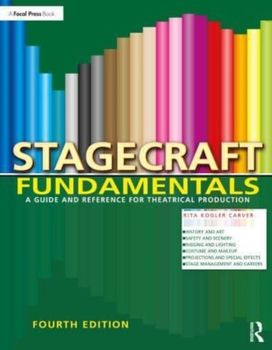 A Focal Press Book
STAGECRAFT
FUNDAMENTALS
A GUIDE AND REFERENCE FOR THEATRICAL PRODUCTION
RITA KOGLER CARVER
HISTORY AND ART
SAFETY AND SCENERY
RIGGING AND LIGHTING
COSTUME AND MAKEUP
PROJECTIONS AND SPECIAL EFFECTS
STAGE MANAGEMENT AND CAREERS
FOURTH EDITION
R